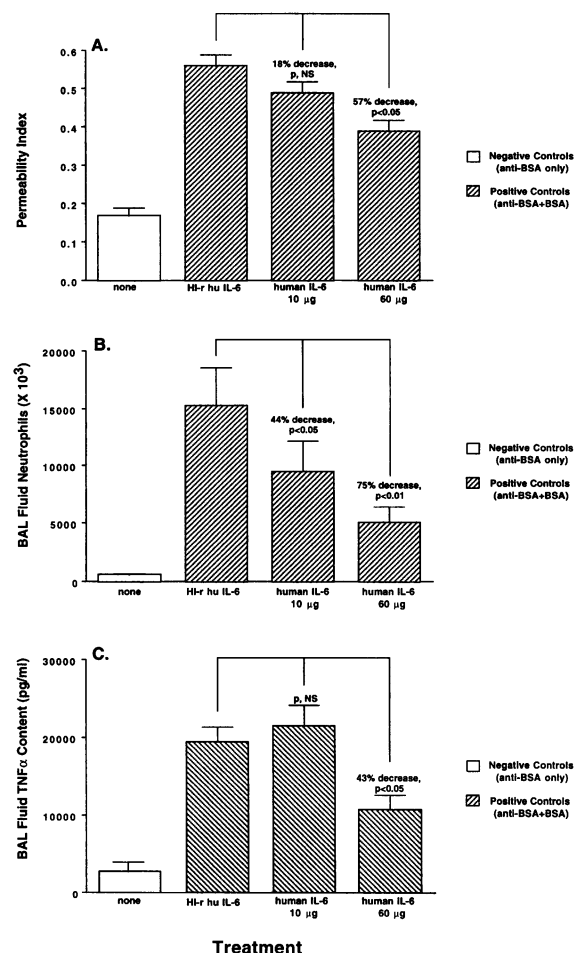 A.
Permeability Index
0.6
0.5
0.4
0.3
0.2
0.1
0.0
18% decrease,
p, NS
57% decrease,
p<0.05
none
HI-r hu IL-6
human IL-6
10 µg
human IL-6
60 µg
Negative Controls
(anti-BSA only)
Positive Controls
(anti-BSA+BSA)
B.
BAL Fluid Neutrophils (X 10³)
20000
15000
10000
5000
0
44% decrease,
p<0.05
75% decrease,
p<0.01
none
HI-r hu IL-6
human IL-6
10 µg
human IL-6
60 µg
Negative Controls
(anti-BSA only)
Positive Controls
(anti-BSA+BSA)
C.
BAL Fluid TNFα Content (pg/ml)
30000
20000
10000
0
p, NS
43% decrease,
p<0.05
none
HI-r hu IL-6
human IL-6
10 µg
human IL-6
60 µg
Negative Controls
(anti-BSA only)
Positive Controls
(anti-BSA+BSA)
Treatment